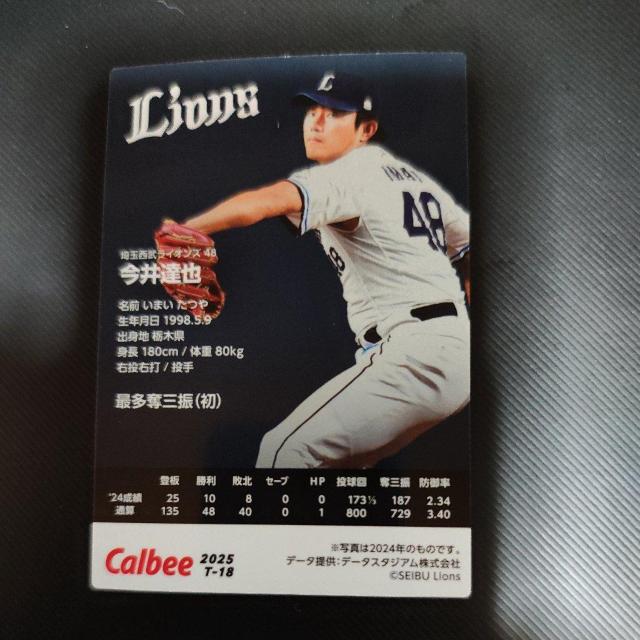 Lions
L
IMAI
48
48
埼玉西武ライオンズ 48
今井達也
名前 いまい たつや
生年月日 1998.5.9
出身地 栃木県
身長 180cm / 体重 80kg
右投右打 / 投手
最多奪三振(初)
登板 勝利 敗北 セーブ HP 投球回 奪三振 防御率
'24成績 25 10 8 0 0 173⅓ 187 2.34
通算 135 48 40 0 1 800 729 3.40
Calbee 2025
T-18
※写真は2024年のものです。
データ提供:データスタジアム株式会社
©SEIBU Lions